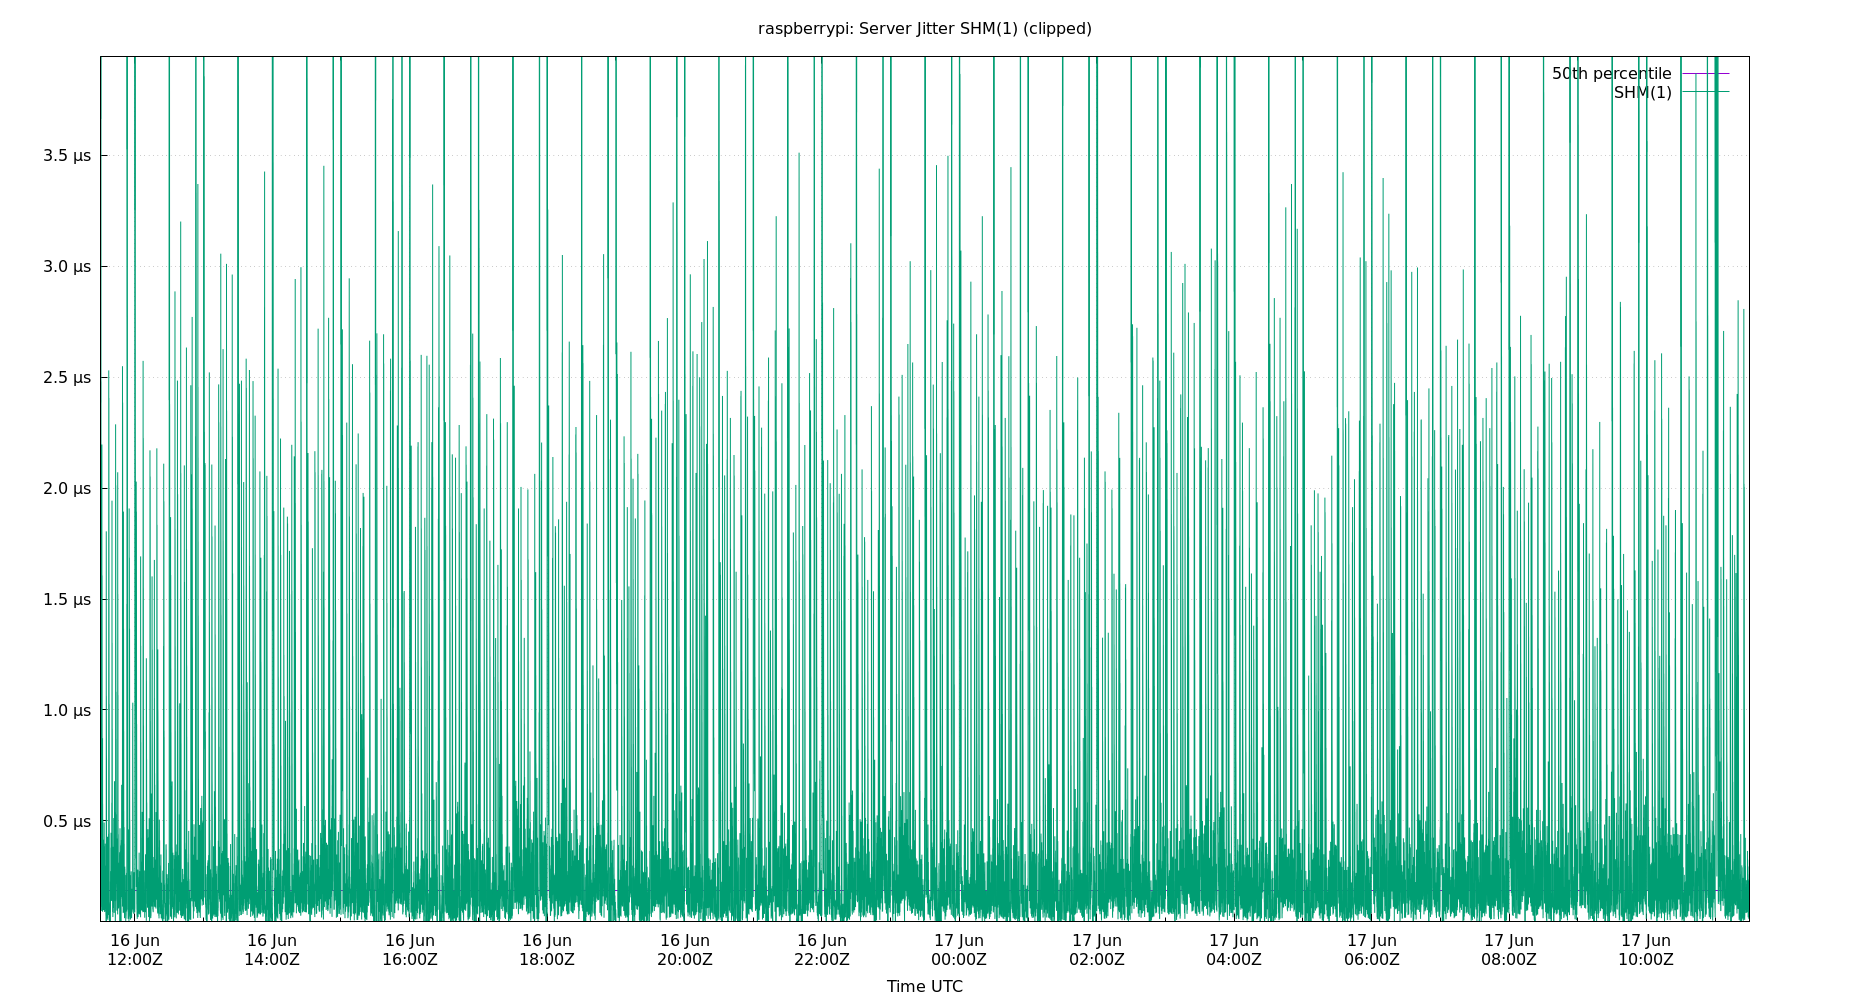 raspberrypi: Server Jitter SHM(1) (clipped)
50th percentile
SHM(1)
3.5 µs
3.0 µs
2.5 µs
2.0 µs
1.5 µs
1.0 µs
0.5 µs
16 Jun 16 Jun 16 Jun 16 Jun 16 Jun 16 Jun 17 Jun 17 Jun 17 Jun 17 Jun 17 Jun 17 Jun
12:00Z 14:00Z 16:00Z 18:00Z 20:00Z 22:00Z 00:00Z 02:00Z 04:00Z 06:00Z 08:00Z 10:00Z
Time UTC